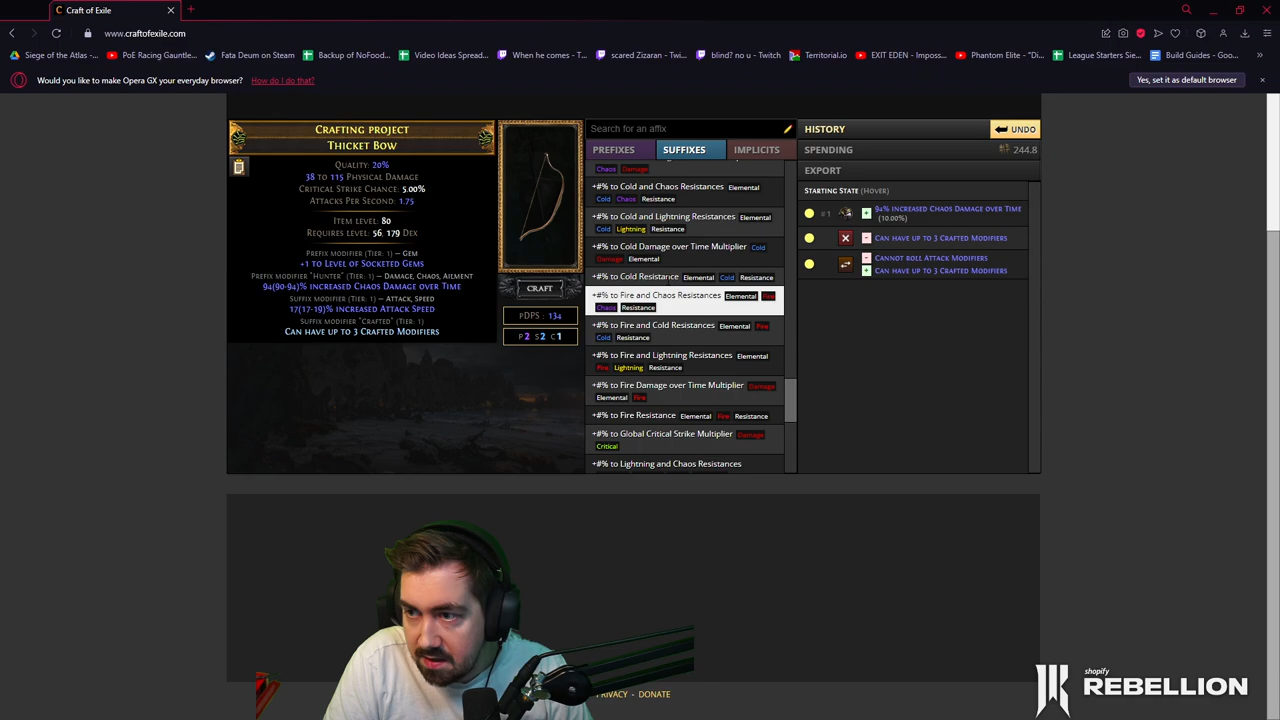 Craft of Exile
www.craftofexile.com
Siege of the Atlas -...
PoE Racing Gauntle...
Fata Deum on Steam
Backup of NoFood...
Video Ideas Spread...
When he comes - T...
scared Zizaran - Twi...
blind? no u - Twitch
Territorial.io
EXIT EDEN - Imposs...
Phantom Elite - "Di...
League Starters Sie...
Build Guides - Goo...
Would you like to make Opera GX your everyday browser? How do I do that?
Yes, set it as default browser
CRAFTING PROJECT
THICKET BOW
QUALITY: 20%
38 TO 115 PHYSICAL DAMAGE
CRITICAL STRIKE CHANCE: 5.00%
ATTACKS PER SECOND: 1.75
ITEM LEVEL: 80
REQUIRES LEVEL: 56, 179 DEX
PREFIX MODIFIER (TIER: 1) — GEM
+1 TO LEVEL OF SOCKETED GEMS
PREFIX MODIFIER "HUNTER" (TIER: 1) — DAMAGE, CHAOS, AILMENT
94(90-94)% INCREASED CHAOS DAMAGE OVER TIME
SUFFIX MODIFIER (TIER: 1) — ATTACK, SPEED
17(17-19)% INCREASED ATTACK SPEED
SUFFIX MODIFIER "CRAFTED" (TIER: 1)
CAN HAVE UP TO 3 CRAFTED MODIFIERS
CRAFT
PDPS : 134
P2 S2 C1
Search for an affix
PREFIXES
SUFFIXES
IMPLICITS
Chaos Damage
+#% to Cold and Chaos Resistances Elemental
Cold Chaos Resistance
+#% to Cold and Lightning Resistances Elemental
Cold Lightning Resistance
+#% to Cold Damage over Time Multiplier Cold
Damage Elemental
+#% to Cold Resistance Elemental Cold Resistance
+#% to Fire and Chaos Resistances Elemental Fire
Chaos Resistance
+#% to Fire and Cold Resistances Elemental Fire
Cold Resistance
+#% to Fire and Lightning Resistances Elemental
Fire Lightning Resistance
+#% to Fire Damage over Time Multiplier Damage
Elemental Fire
+#% to Fire Resistance Elemental Fire Resistance
+#% to Global Critical Strike Multiplier Damage
Critical
+#% to Lightning and Chaos Resistances
HISTORY
UNDO
SPENDING
244.8
EXPORT
STARTING STATE (HOVER)
#1 + 94% INCREASED CHAOS DAMAGE OVER TIME
(10.00%)
- CAN HAVE UP TO 3 CRAFTED MODIFIERS
- CANNOT ROLL ATTACK MODIFIERS
+ CAN HAVE UP TO 3 CRAFTED MODIFIERS
PRIVACY - DONATE
shopify
REBELLION